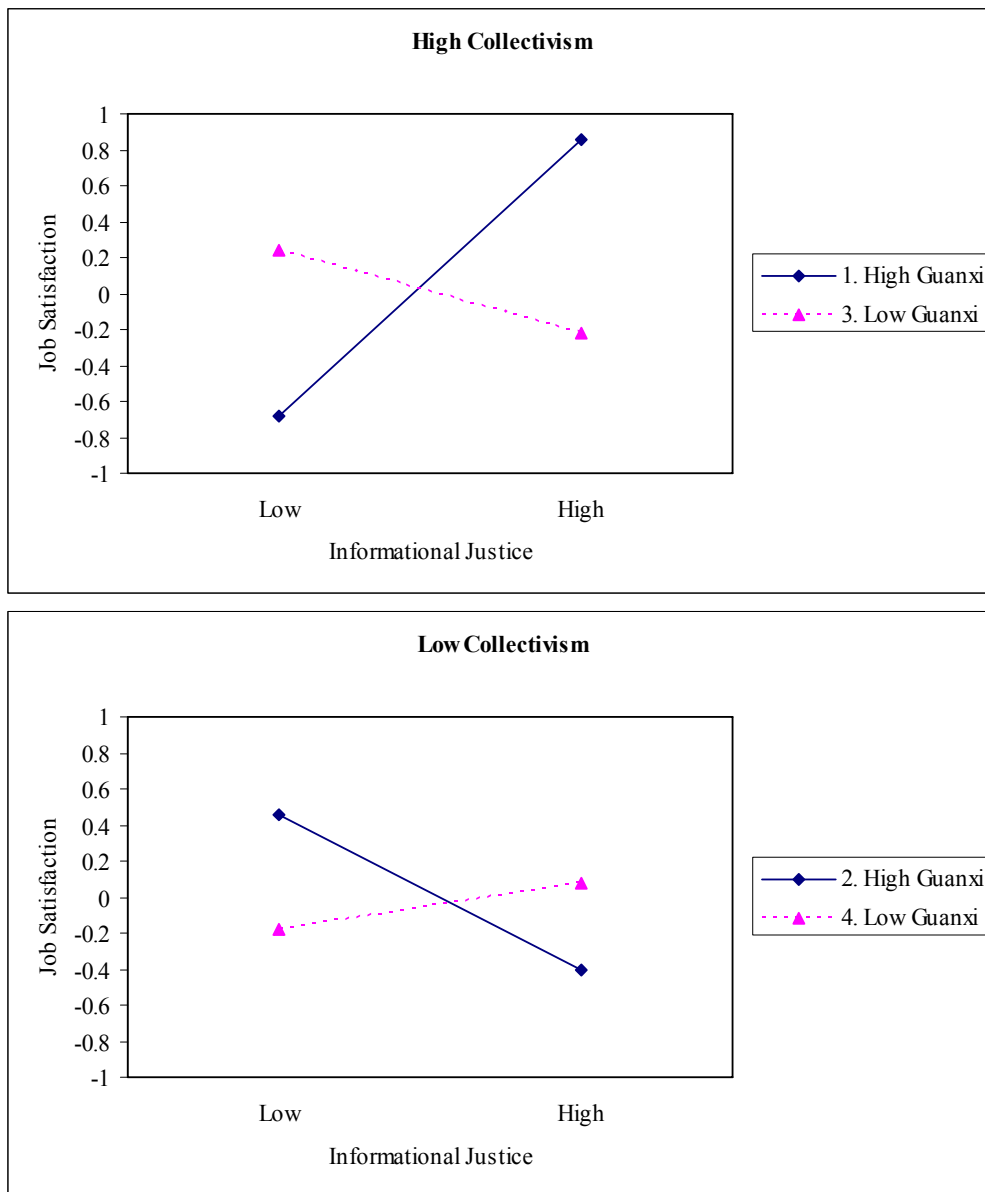 High Collectivism
1
0.8
0.6
0.4
0.2
0
-0.2
-0.4
-0.6
-0.8
-1
Job Satisfaction
Low High
Informational Justice
1. High Guanxi
3. Low Guanxi
Low Collectivism
1
0.8
0.6
0.4
0.2
0
-0.2
-0.4
-0.6
-0.8
-1
Job Satisfaction
Low High
Informational Justice
2. High Guanxi
4. Low Guanxi